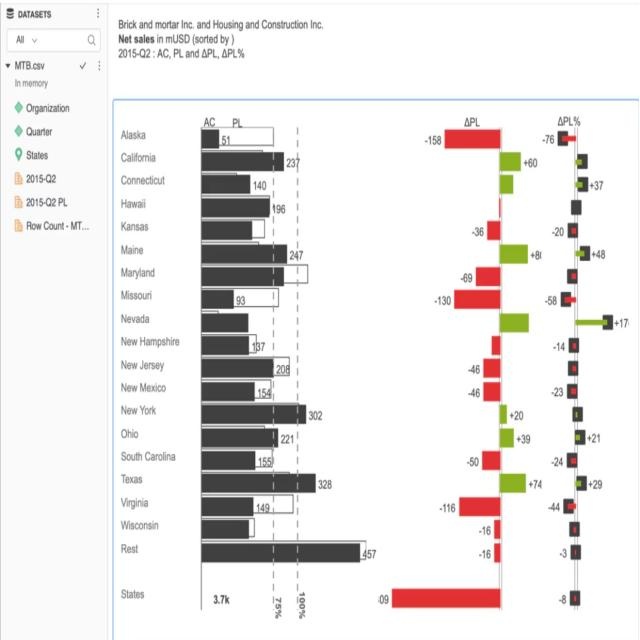 DATASETS
All
MTB.csv
In memory
Organization
Quarter
States
2015-Q2
2015-Q2 PL
Row Count - MT...
Brick and mortar Inc. and Housing and Construction Inc.
Net sales in mUSD (sorted by )
2015-Q2 : AC, PL and ΔPL, ΔPL%
AC PL ΔPL ΔPL%
Alaska 51 -158 -76
California 237 +60
Connecticut 140 +37
Hawaii 196
Kansas -36 -20
Maine 247 +80 +48
Maryland -69
Missouri 93 -130 -58
Nevada +17
New Hampshire 137 -14
New Jersey 208 -46
New Mexico 154 -46 -23
New York 302 +20
Ohio 221 +39 +21
South Carolina 155 -50 -24
Texas 328 +74 +29
Virginia 149 -116 -44
Wisconsin -16
Rest 457 -16 -3
States 3.7k 09 -8
75%
100%